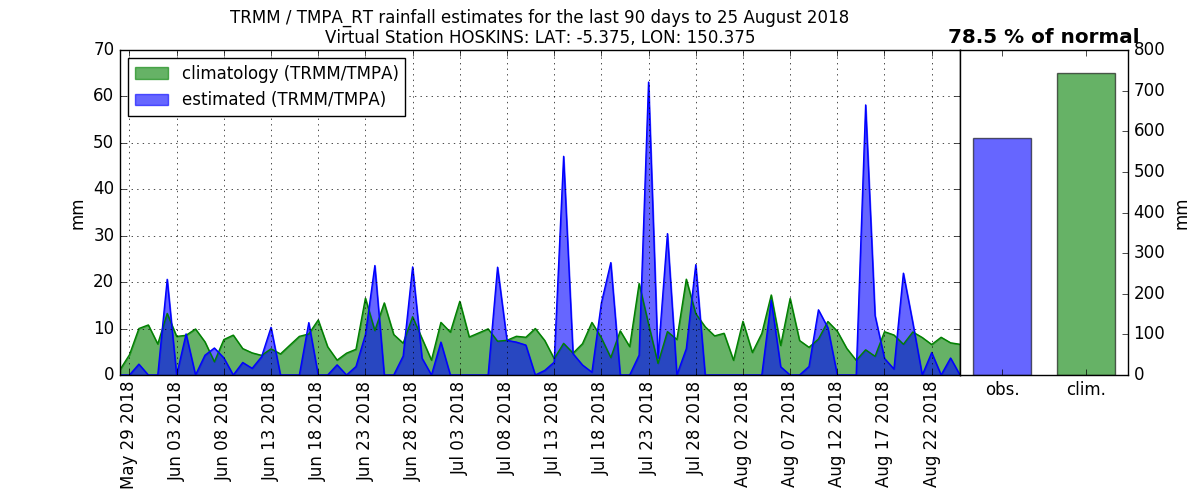 TRMM / TMPA_RT rainfall estimates for the last 90 days to 25 August 2018
Virtual Station HOSKINS: LAT: -5.375, LON: 150.375
78.5 % of normal
climatology (TRMM/TMPA)
estimated (TRMM/TMPA)
mm
70
60
50
40
30
20
10
0
May 29 2018
Jun 03 2018
Jun 08 2018
Jun 13 2018
Jun 18 2018
Jun 23 2018
Jun 28 2018
Jul 03 2018
Jul 08 2018
Jul 13 2018
Jul 18 2018
Jul 23 2018
Jul 28 2018
Aug 02 2018
Aug 07 2018
Aug 12 2018
Aug 17 2018
Aug 22 2018
obs.
clim.
800
700
600
500
400
300
200
100
0
mm